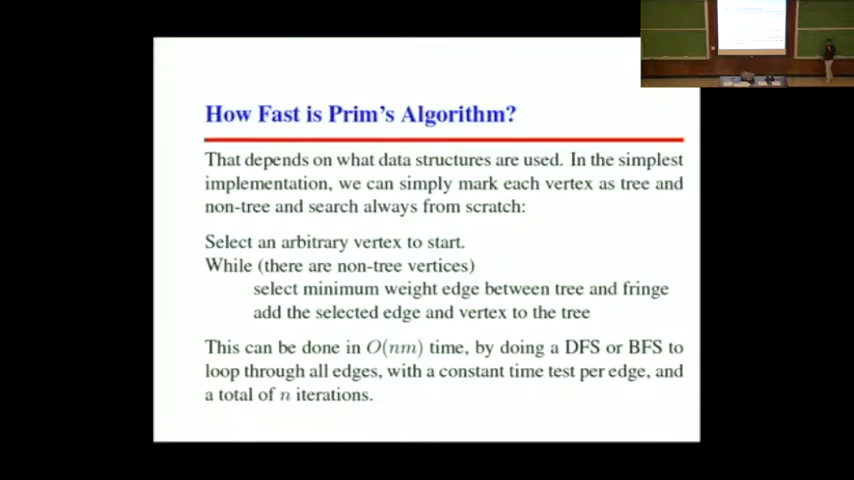 How Fast is Prim's Algorithm?
That depends on what data structures are used. In the simplest
implementation, we can simply mark each vertex as tree and
non-tree and search always from scratch:
Select an arbitrary vertex to start.
While (there are non-tree vertices)
select minimum weight edge between tree and fringe
add the selected edge and vertex to the tree
This can be done in O(nm) time, by doing a DFS or BFS to
loop through all edges, with a constant time test per edge, and
a total of n iterations.